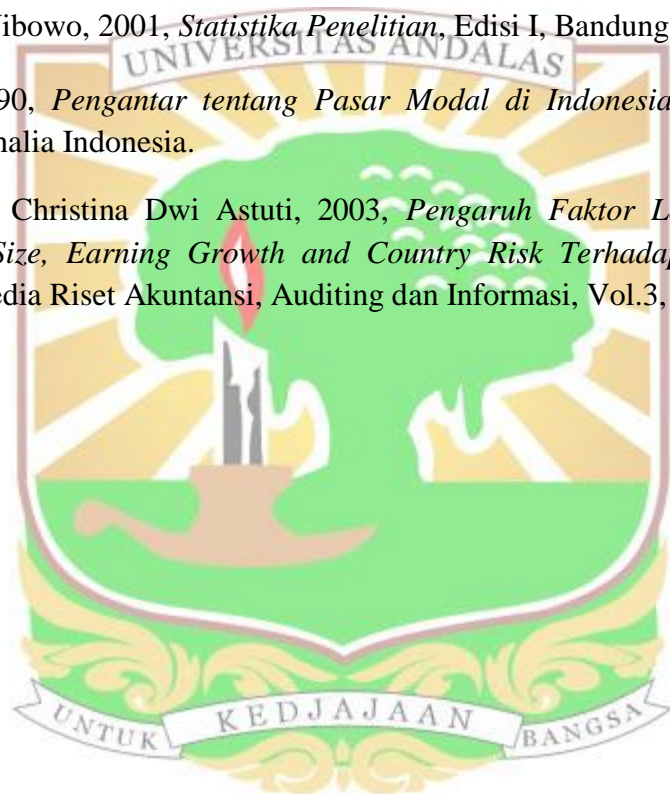 Wibowo, 2001, Statistika Penelitian, Edisi I, Bandung
UNIVERSITAS ANDALAS
90, Pengantar tentang Pasar Modal di Indonesia
halia Indonesia.
Christina Dwi Astuti, 2003, Pengaruh Faktor L
Size, Earning Growth and Country Risk Terhadap
edia Riset Akuntansi, Auditing dan Informasi, Vol.3,
UNTUK KEDJAJAAN BANGSA